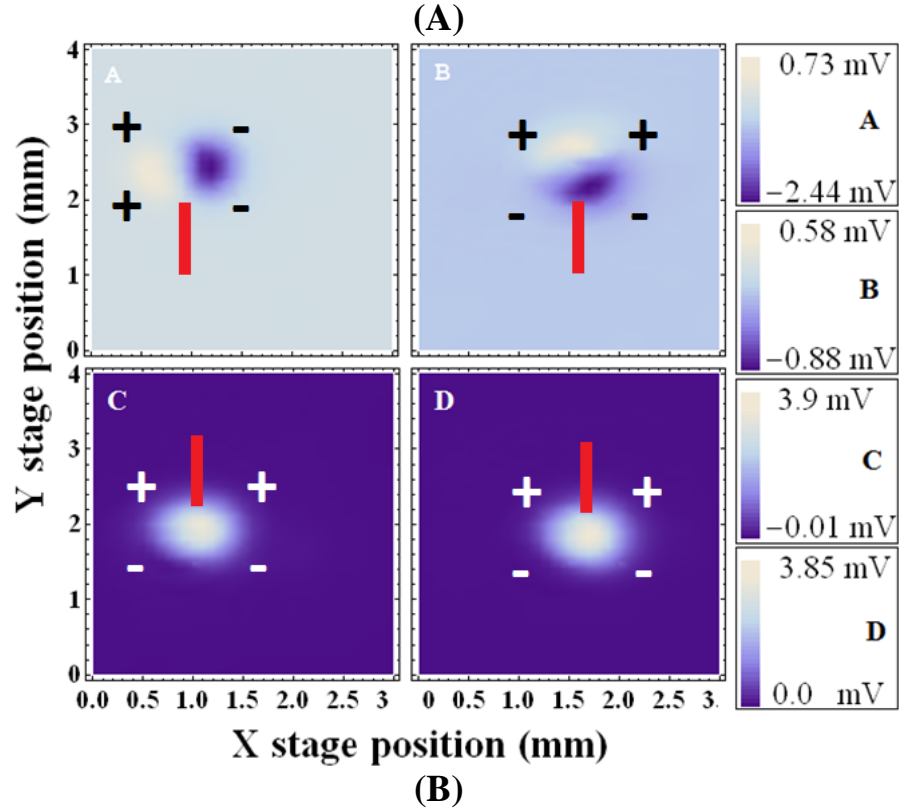 (A)
A
+ -
+ -
B
+ +
- -
C
+ +
- -
D
+ +
- -
4
3
2
1
0
4
3
2
1
0
Y stage position (mm)
0.0 0.5 1.0 1.5 2.0 2.5 3.0
0 0.5 1.0 1.5 2.0 2.5 3.
X stage position (mm)
0.73 mV
A
−2.44 mV
0.58 mV
B
−0.88 mV
3.9 mV
C
−0.01 mV
3.85 mV
D
0.0 mV
(B)